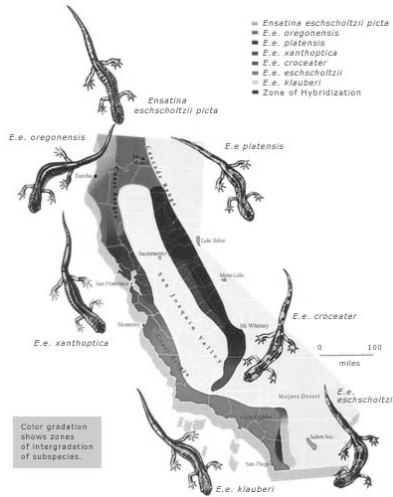 Ensatina eschscholtzii picta
E.e. oregonensis
E.e. platensis
E.e. xanthoptica
E.e. croceater
E.e. eschscholtzii
E.e. klauberi
Zone of Hybridization
Ensatina
eschscholtzii picta
E.e. oregonensis
E.e platensis
Eureka
Cascade Range
Lake Tahoe
Sacramento
Mono Lake
San Francisco
San Joaquin Valley
E.e. croceater
Monterey
Mt. Whitney
E.e. xanthoptica
0 100
miles
Mojave Desert
E.e.
eschscholtzi
Color gradation
shows zones
of intergradation
of subspecies.
Salton Sea
San Diego
E.e. klauberi